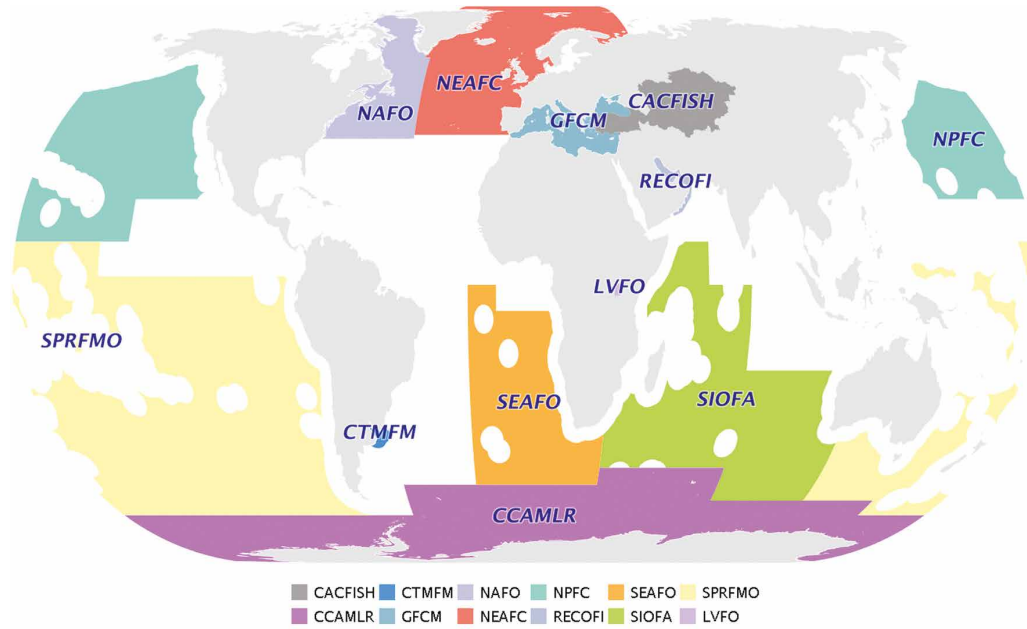 NEAFC
NAFO
CACFISH
GFCM
NPFC
RECOFI
LVFO
SPRFMO
SEAFO
SIOFA
CTMFM
CCAMLR
CACFISH CTMFM NAFO NPFC SEAFO SPRFMO
CCAMLR GFCM NEAFC RECOFI SIOFA LVFO